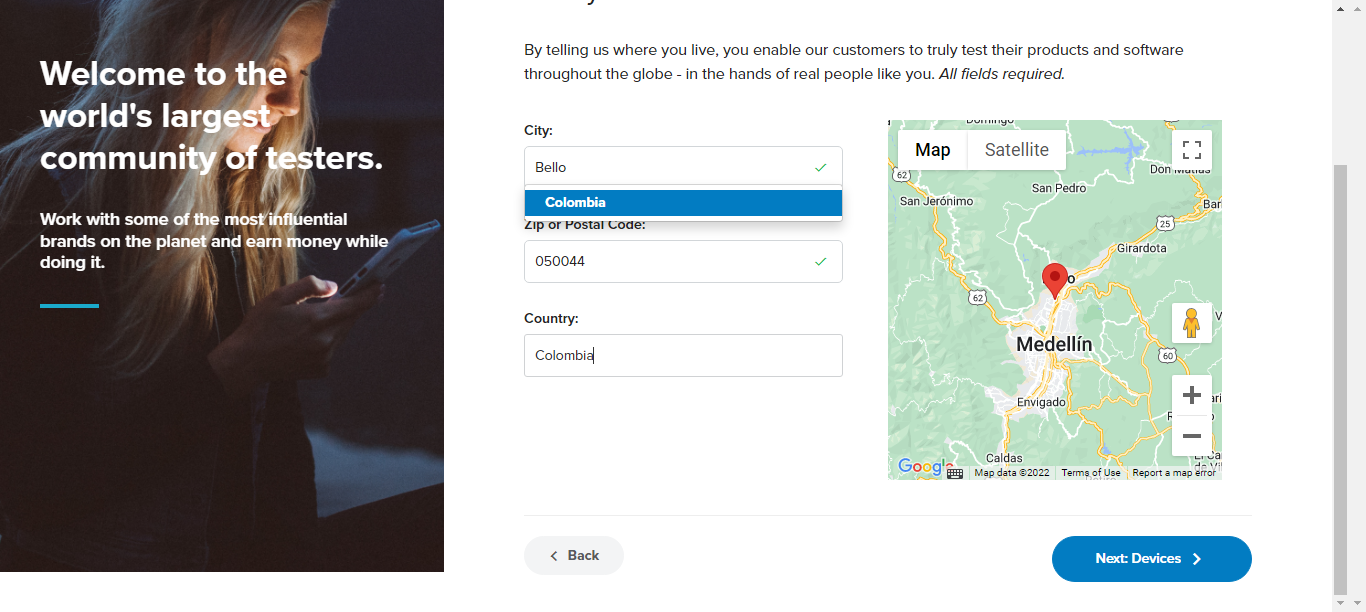 Welcome to the
world's largest
community of testers.
Work with some of the most influential
brands on the planet and earn money while
doing it.
By telling us where you live, you enable our customers to truly test their products and software
throughout the globe - in the hands of real people like you. All fields required.
City:
Bello
Colombia
Zip or Postal Code:
050044
Country:
Colombia
Domingo
Map
Satellite
62
Don Matías
San Pedro
San Jerónimo
Bar
25
Girardota
62
Medellín
60
Envigado
Caldas
Google
Map data ©2022
Terms of Use
Report a map error
Back
Next: Devices